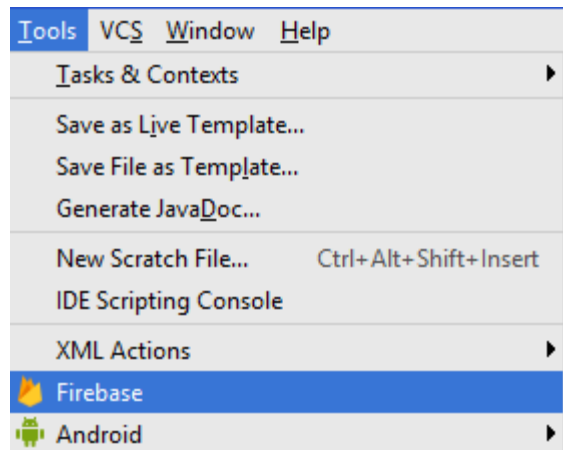 Tools VCS Window Help
Tasks & Contexts
Save as Live Template...
Save File as Template...
Generate JavaDoc...
New Scratch File... Ctrl+Alt+Shift+Insert
IDE Scripting Console
XML Actions
Firebase
Android